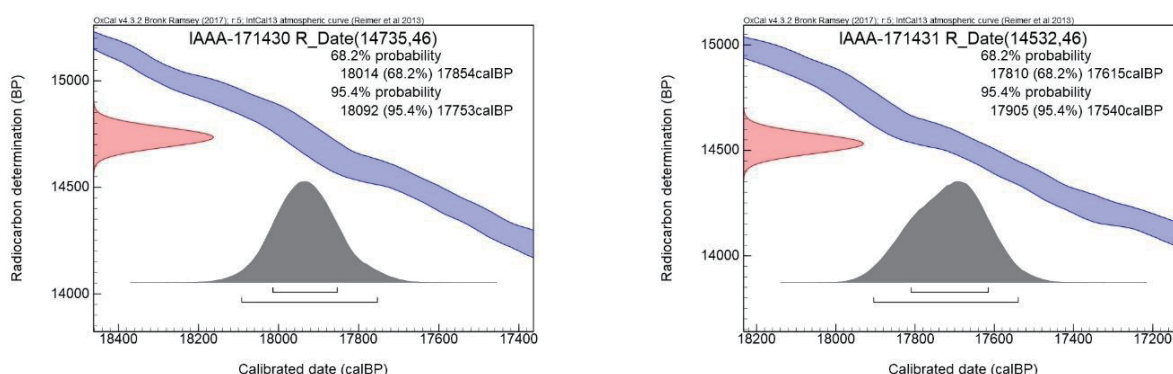 OxCal v4.3.2 Bronk Ramsey (2017); r:5; IntCal13 atmospheric curve (Reimer et al 2013)
IAAA-171430 R_Date(14735,46)
68.2% probability
18014 (68.2%) 17854calBP
95.4% probability
18092 (95.4%) 17753calBP
Radiocarbon determination (BP)
15000
14500
14000
18400
18200
18000
17800
17600
17400
Calibrated date (calBP)
OxCal v4.3.2 Bronk Ramsey (2017); r:5; IntCal13 atmospheric curve (Reimer et al 2013)
IAAA-171431 R_Date(14532,46)
68.2% probability
17810 (68.2%) 17615calBP
95.4% probability
17905 (95.4%) 17540calBP
Radiocarbon determination (BP)
15000
14500
14000
18200
18000
17800
17600
17400
17200
Calibrated date (calBP)